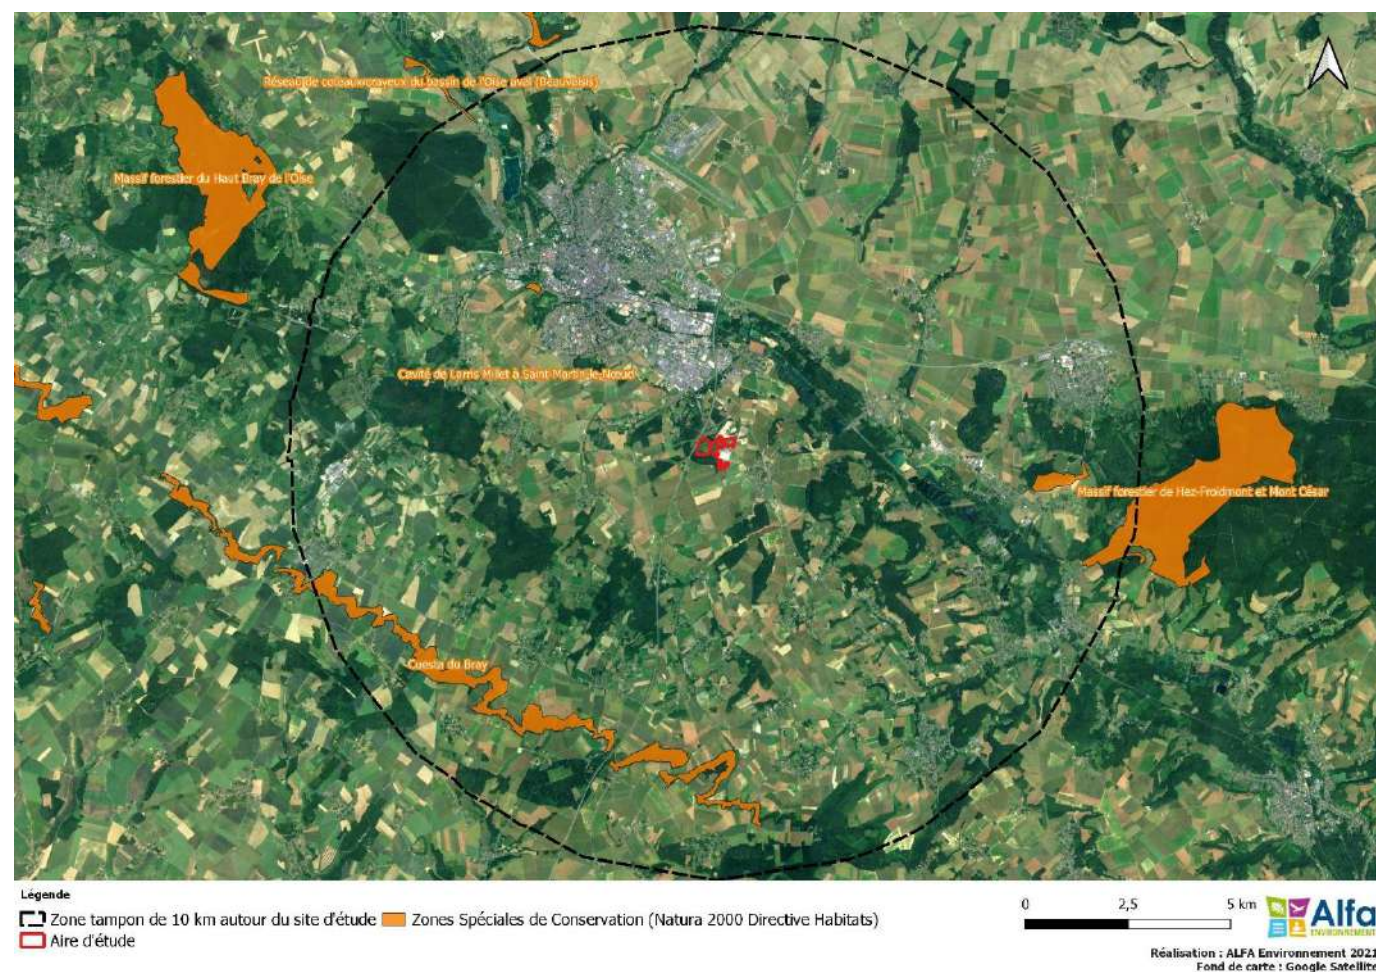 Réseau de coteaux crayeux du bassin de l'Oise aval (Beauvaisis)
Massif forestier du Haut Bray de l'Oise
Cavité de Larris Millet à Saint-Martin-le-Noeud
Massif forestier de Hez-Froidmont et Mont César
Cuesta du Bray
Légende
Zone tampon de 10 km autour du site d'étude
Zones Spéciales de Conservation (Natura 2000 Directive Habitats)
Aire d'étude
0 2,5 5 km
Alfa
ENVIRONNEMENT
Réalisation : ALFA Environnement 2021
Fond de carte : Google Satellite